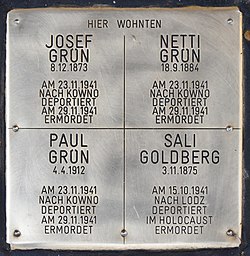 HIER WOHNTEN
JOSEF
GRÜN
8.12.1873
AM 23.11.1941
NACH KOWNO
DEPORTIERT
AM 29.11.1941
ERMORDET
NETTI
GRÜN
18.9.1884
AM 23.11.1941
NACH KOWNO
DEPORTIERT
AM 29.11.1941
ERMORDET
PAUL
GRÜN
4.4.1912
AM 23.11.1941
NACH KOWNO
DEPORTIERT
AM 29.11.1941
ERMORDET
SALI
GOLDBERG
3.11.1875
AM 15.10.1941
NACH LODZ
DEPORTIERT
IM HOLOCAUST
ERMORDET